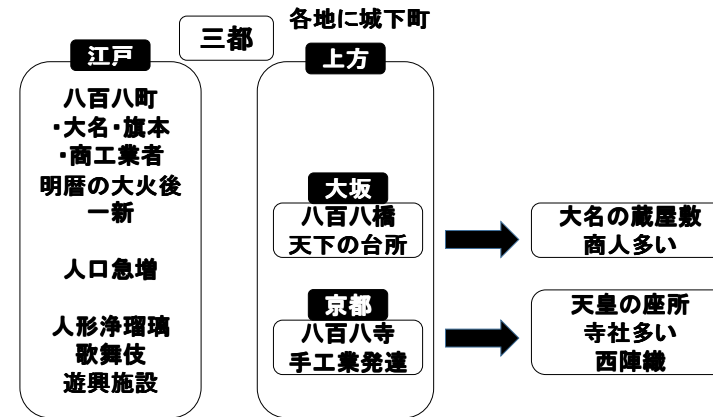 各地に城下町
三都
江戸
八百八町
・大名・旗本
・商工業者
明暦の大火後
一新
人口急増
人形浄瑠璃
歌舞伎
遊興施設
上方
大坂
八百八橋
天下の台所
大名の蔵屋敷
商人多い
京都
八百八寺
手工業発達
天皇の座所
寺社多い
西陣織